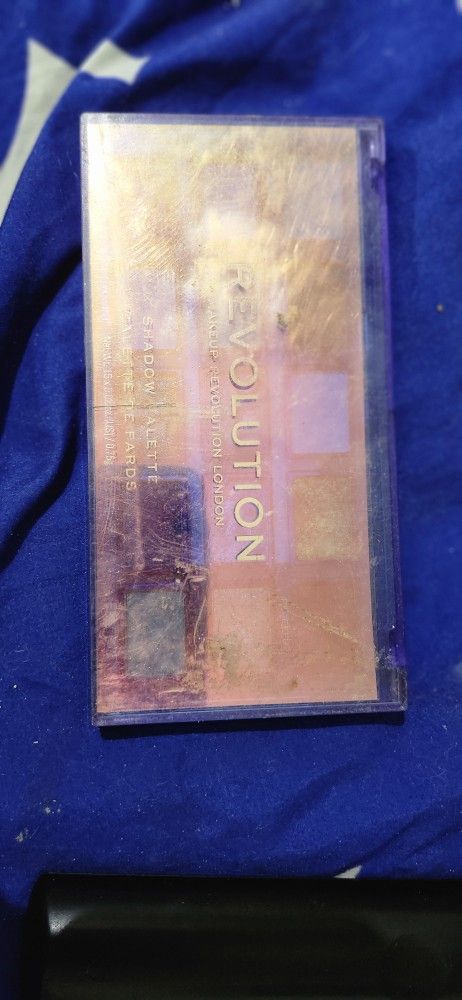 REVOLUTION
MAKEUP REVOLUTION LONDON
SHADOW PALETTE
PALETTE DE FARDS